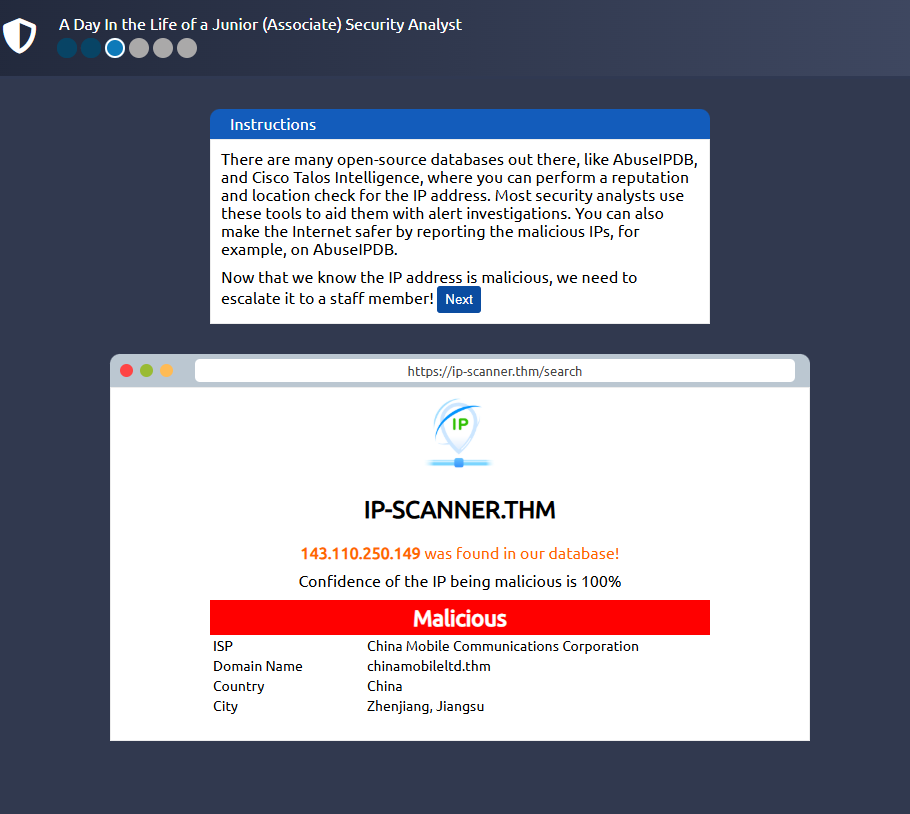 A Day In the Life of a Junior (Associate) Security Analyst
Instructions
There are many open-source databases out there, like AbuseIPDB,
and Cisco Talos Intelligence, where you can perform a reputation
and location check for the IP address. Most security analysts use
these tools to aid them with alert investigations. You can also
make the Internet safer by reporting the malicious IPs, for
example, on AbuseIPDB.
Now that we know the IP address is malicious, we need to
escalate it to a staff member! Next
https://ip-scanner.thm/search
IP
IP-SCANNER.THM
143.110.250.149 was found in our database!
Confidence of the IP being malicious is 100%
Malicious
ISP China Mobile Communications Corporation
Domain Name chinamobileltd.thm
Country China
City Zhenjiang, Jiangsu